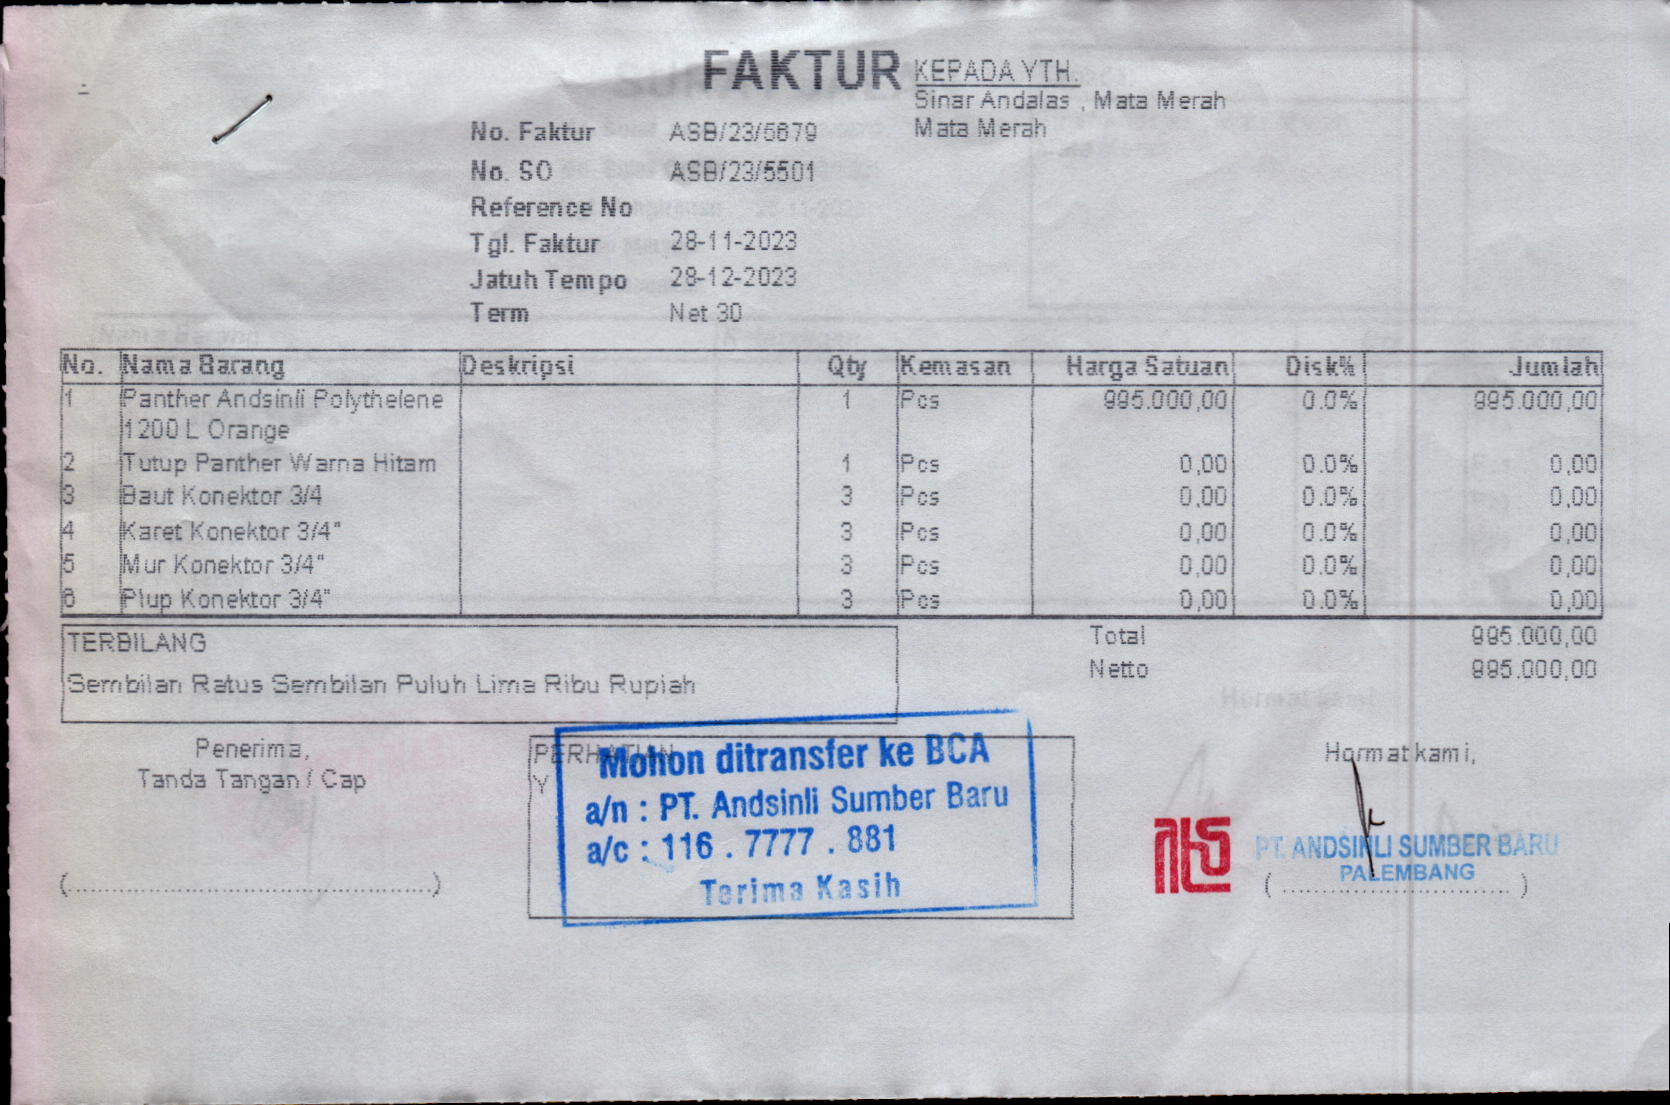 FAKTUR
KEPADA YTH.
Sinar Andalas , Mata Merah
Mata Merah
No. Faktur ASB/23/5679
No. SO ASB/23/5501
Reference No
Tgl. Faktur 28-11-2023
Jatuh Tempo 28-12-2023
Term Net 30
No. Nama Barang Deskripsi Qty Kemasan Harga Satuan Disk% Jumlah
1 Panther Andsinli Polythelene 1 Pcs 995.000,00 0.0% 995.000,00
1200 L Orange
2 Tutup Panther Warna Hitam 1 Pcs 0,00 0.0% 0,00
3 Baut Konektor 3/4 3 Pcs 0,00 0.0% 0,00
4 Karet Konektor 3/4" 3 Pcs 0,00 0.0% 0,00
5 Mur Konektor 3/4" 3 Pcs 0,00 0.0% 0,00
6 Plup Konektor 3/4" 3 Pcs 0,00 0.0% 0,00
Total 995.000,00
Netto 995.000,00
TERBILANG
Sembilan Ratus Sembilan Puluh Lima Ribu Rupiah
Penerima,
Tanda Tangan / Cap
(............................................)
PERHATIAN
Y
Mohon ditransfer ke BCA
a/n : PT. Andsinli Sumber Baru
a/c : 116 . 7777 . 881
Terima Kasih
Hormat kami,
PT. ANDSINLI SUMBER BARU
PALEMBANG
( ............................ )